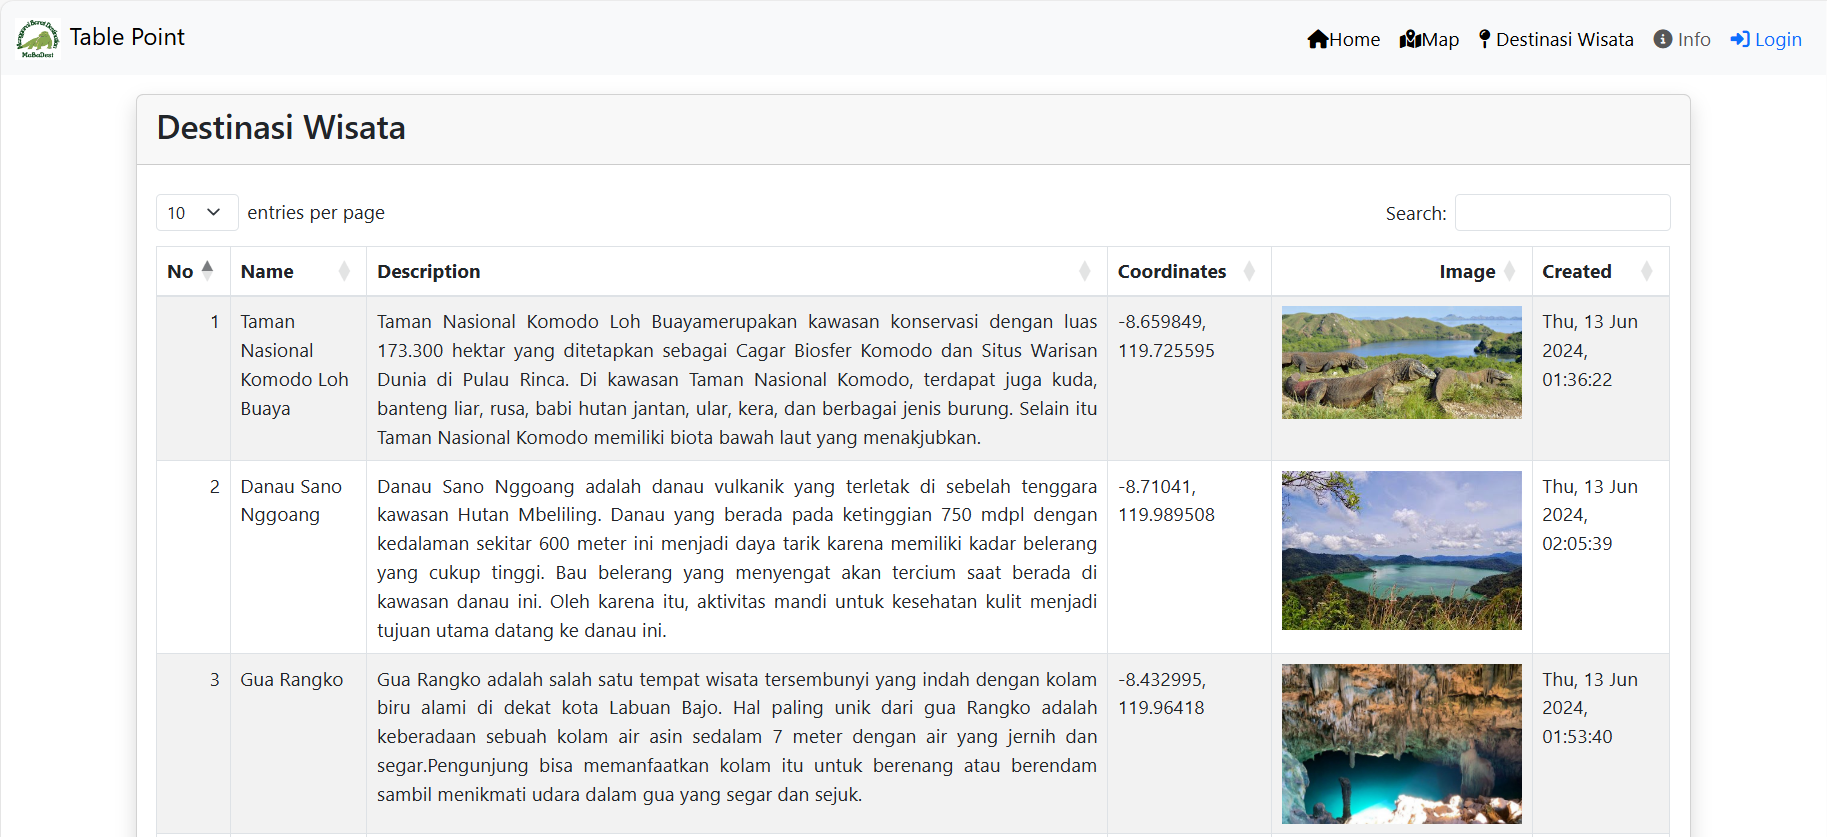 Manggarai Barat Destination
MaBaDest
Table Point
Home Map Destinasi Wisata Info Login
Destinasi Wisata
10 entries per page
Search:
No Name Description Coordinates Image Created
1
Taman
Nasional
Komodo Loh
Buaya
Taman Nasional Komodo Loh Buayamerupakan kawasan konservasi dengan luas
173.300 hektar yang ditetapkan sebagai Cagar Biosfer Komodo dan Situs Warisan
Dunia di Pulau Rinca. Di kawasan Taman Nasional Komodo, terdapat juga kuda,
banteng liar, rusa, babi hutan jantan, ular, kera, dan berbagai jenis burung. Selain itu
Taman Nasional Komodo memiliki biota bawah laut yang menakjubkan.
-8.659849,
119.725595
Thu, 13 Jun
2024,
01:36:22
2
Danau Sano
Nggoang
Danau Sano Nggoang adalah danau vulkanik yang terletak di sebelah tenggara
kawasan Hutan Mbeliling. Danau yang berada pada ketinggian 750 mdpl dengan
kedalaman sekitar 600 meter ini menjadi daya tarik karena memiliki kadar belerang
yang cukup tinggi. Bau belerang yang menyengat akan tercium saat berada di
kawasan danau ini. Oleh karena itu, aktivitas mandi untuk kesehatan kulit menjadi
tujuan utama datang ke danau ini.
-8.71041,
119.989508
Thu, 13 Jun
2024,
02:05:39
3
Gua Rangko
Gua Rangko adalah salah satu tempat wisata tersembunyi yang indah dengan kolam
biru alami di dekat kota Labuan Bajo. Hal paling unik dari gua Rangko adalah
keberadaan sebuah kolam air asin sedalam 7 meter dengan air yang jernih dan
segar.Pengunjung bisa memanfaatkan kolam itu untuk berenang atau berendam
sambil menikmati udara dalam gua yang segar dan sejuk.
-8.432995,
119.96418
Thu, 13 Jun
2024,
01:53:40